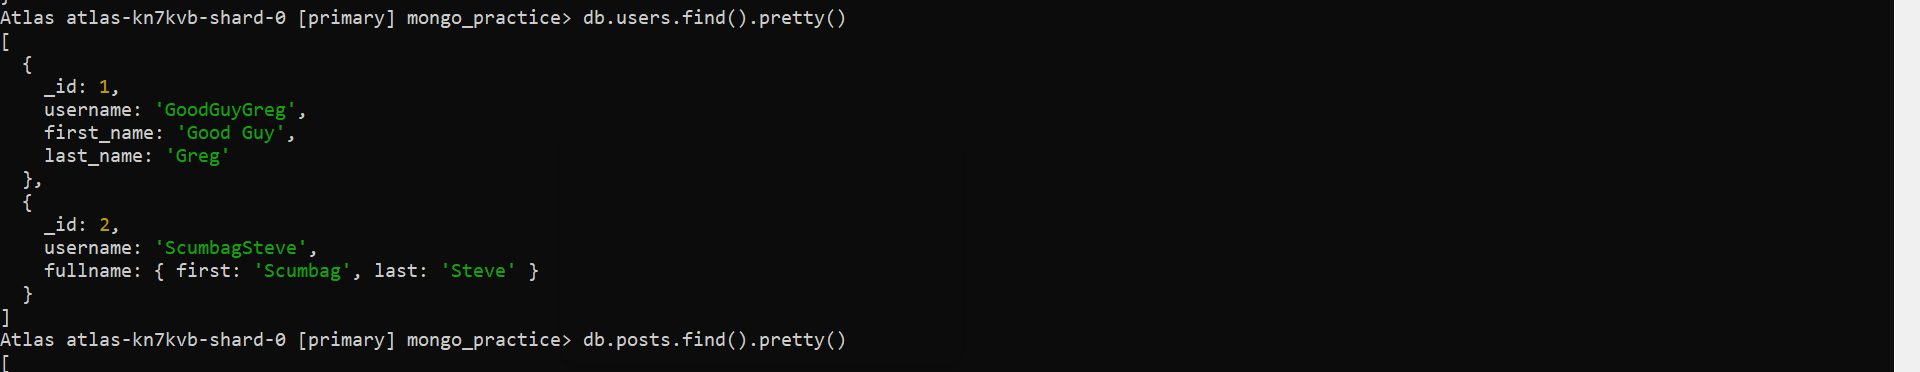 Atlas atlas-kn7kvb-shard-0 [primary] mongo_practice> db.users.find().pretty()
[
  {
    _id: 1,
    username: 'GoodGuyGreg',
    first_name: 'Good Guy',
    last_name: 'Greg'
  },
  {
    _id: 2,
    username: 'ScumbagSteve',
    fullname: { first: 'Scumbag', last: 'Steve' }
  }
]
Atlas atlas-kn7kvb-shard-0 [primary] mongo_practice> db.posts.find().pretty()
[